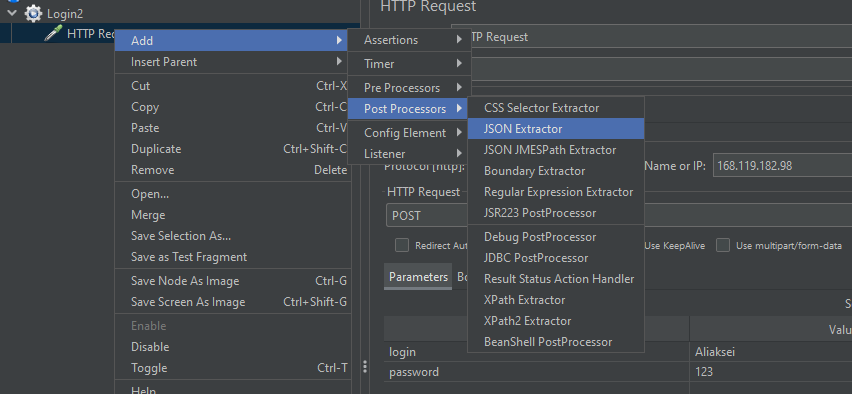 Login2
HTTP Req
HTTP Request
TP Request
Add
Insert Parent
Cut Ctrl-X
Copy Ctrl-C
Paste Ctrl-V
Duplicate Ctrl+Shift-C
Remove Delete
Open...
Merge
Save Selection As...
Save as Test Fragment
Save Node As Image Ctrl-G
Save Screen As Image Ctrl+Shift-G
Enable
Disable
Toggle Ctrl-T
Help
Assertions
Timer
Pre Processors
Post Processors
Config Element
Listener
CSS Selector Extractor
JSON Extractor
JSON JMESPath Extractor
Boundary Extractor
Regular Expression Extractor
JSR223 PostProcessor
Debug PostProcessor
JDBC PostProcessor
Result Status Action Handler
XPath Extractor
XPath2 Extractor
BeanShell PostProcessor
Protocol [http]:
Name or IP: 168.119.182.98
HTTP Request
POST
Redirect Aut
Use KeepAlive
Use multipart/form-data
Parameters Bo
S
Valu
login Aliaksei
password 123